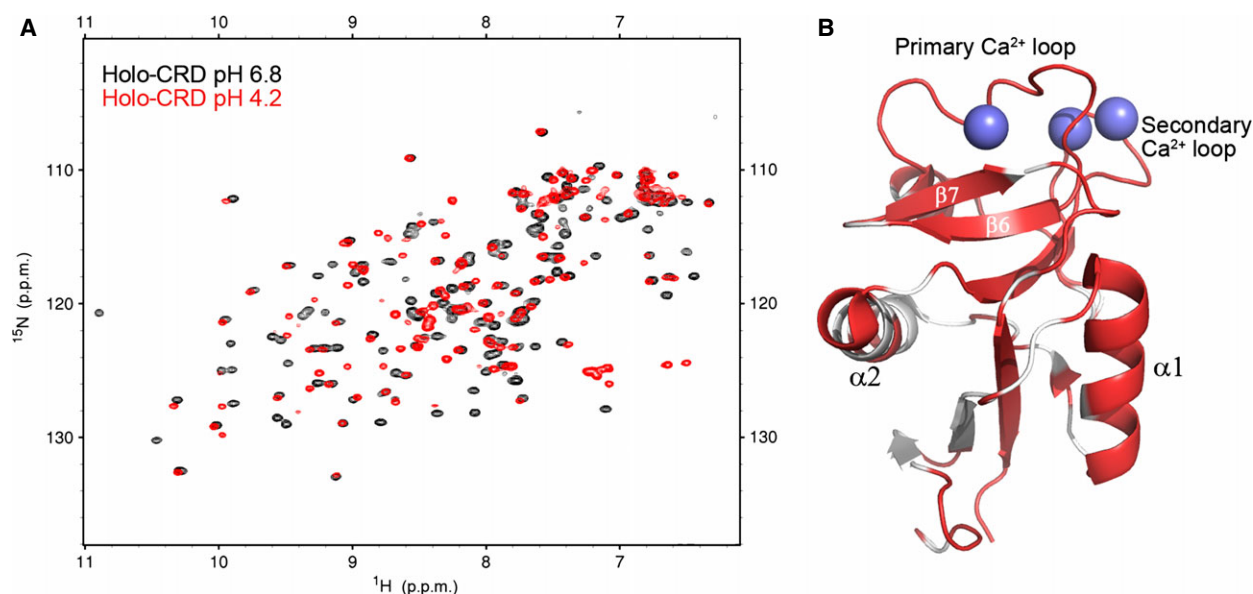 A
11 10 9 8 7
Holo-CRD pH 6.8
Holo-CRD pH 4.2
110 110
120 120
130 130
¹⁵N (p.p.m.)
11 10 9 8 7
¹H (p.p.m.)
B
Primary Ca²⁺ loop
Secondary
Ca²⁺ loop
β7
β6
α2
α1